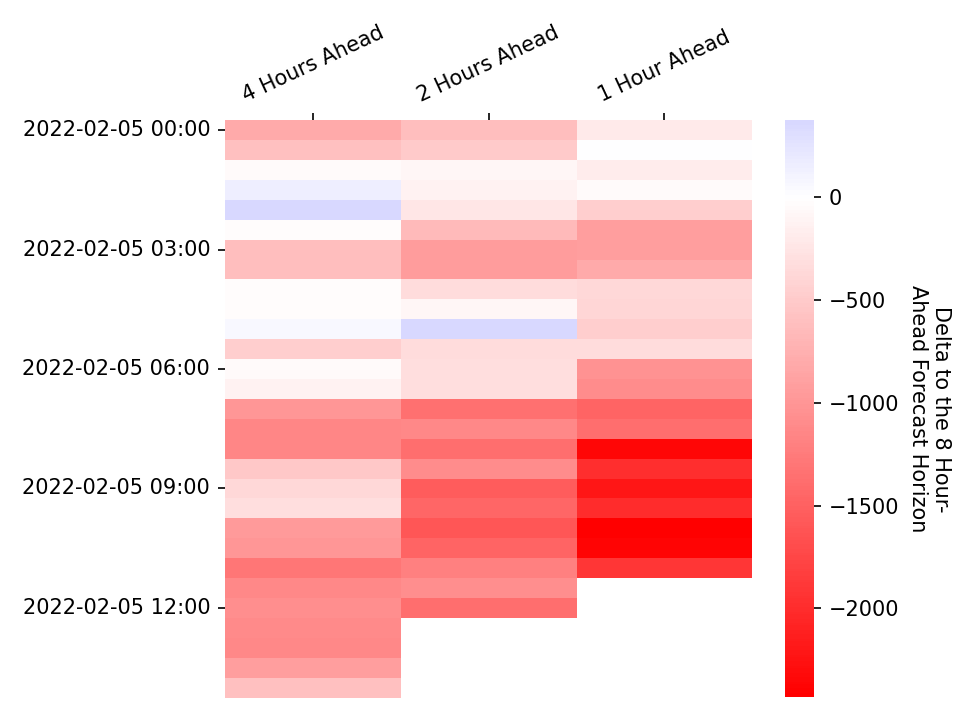 4 Hours Ahead
2 Hours Ahead
1 Hour Ahead
2022-02-05 00:00
2022-02-05 03:00
2022-02-05 06:00
2022-02-05 09:00
2022-02-05 12:00
0
−500
−1000
−1500
−2000
Delta to the 8 Hour-
Ahead Forecast Horizon